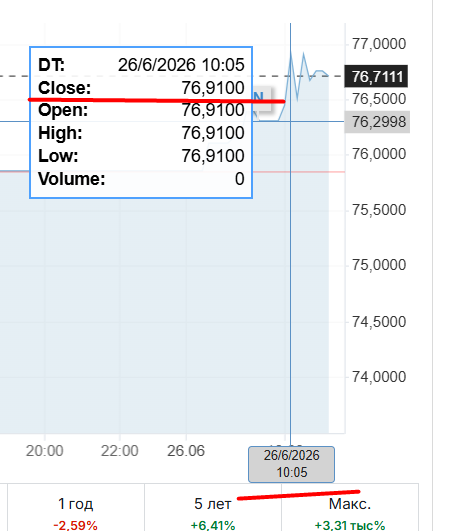 77,0000
DT: 26/6/2026 10:05
76,7111
Close: 76,9100
N
76,5000
Open: 76,9100
76,2998
High: 76,9100
Low: 76,9100
76,0000
Volume: 0
75,5000
75,0000
74,5000
74,0000
20:00 22:00 26.06
26/6/2026
10:05
1 год 5 лет Макс.
-2,59% +6,41% +3,31 тыс%